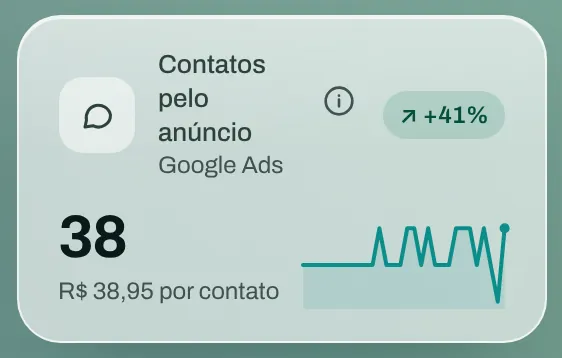 Contatos
pelo
anúncio
Google Ads
+41%
38
R$ 38,95 por contato